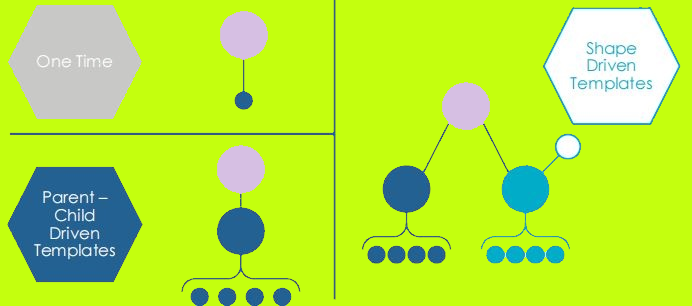 One Time
Shape
Driven
Templates
Parent –
Child
Driven
Templates